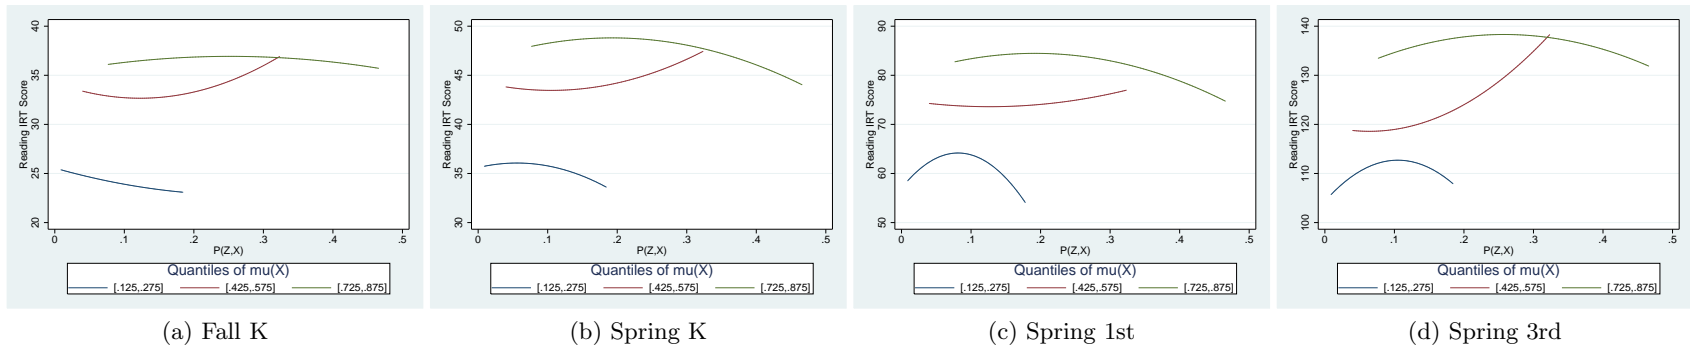 Reading IRT Score
40
35
30
25
20
0 .1 .2 .3 .4 .5
P(Z,X)
Quantiles of mu(X)
[.125,.275] [.425,.575] [.725,.875]
(a) Fall K
Reading IRT Score
50
45
40
35
30
0 .1 .2 .3 .4 .5
P(Z,X)
Quantiles of mu(X)
[.125,.275] [.425,.575] [.725,.875]
(b) Spring K
Reading IRT Score
90
80
70
60
50
0 .1 .2 .3 .4 .5
P(Z,X)
Quantiles of mu(X)
[.125,.275] [.425,.575] [.725,.875]
(c) Spring 1st
Reading IRT Score
140
130
120
110
100
0 .1 .2 .3 .4 .5
P(Z,X)
Quantiles of mu(X)
[.125,.275] [.425,.575] [.725,.875]
(d) Spring 3rd